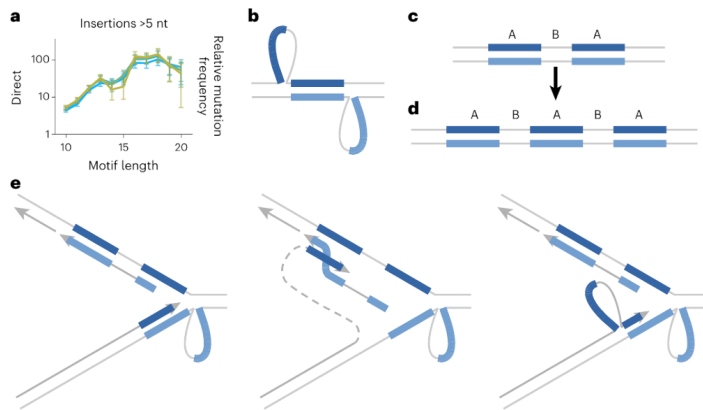 a
Insertions >5 nt
Direct
100
10
1
10
15
20
Motif length
Relative mutation
frequency
b
c
A B A
d
A B A B A
e